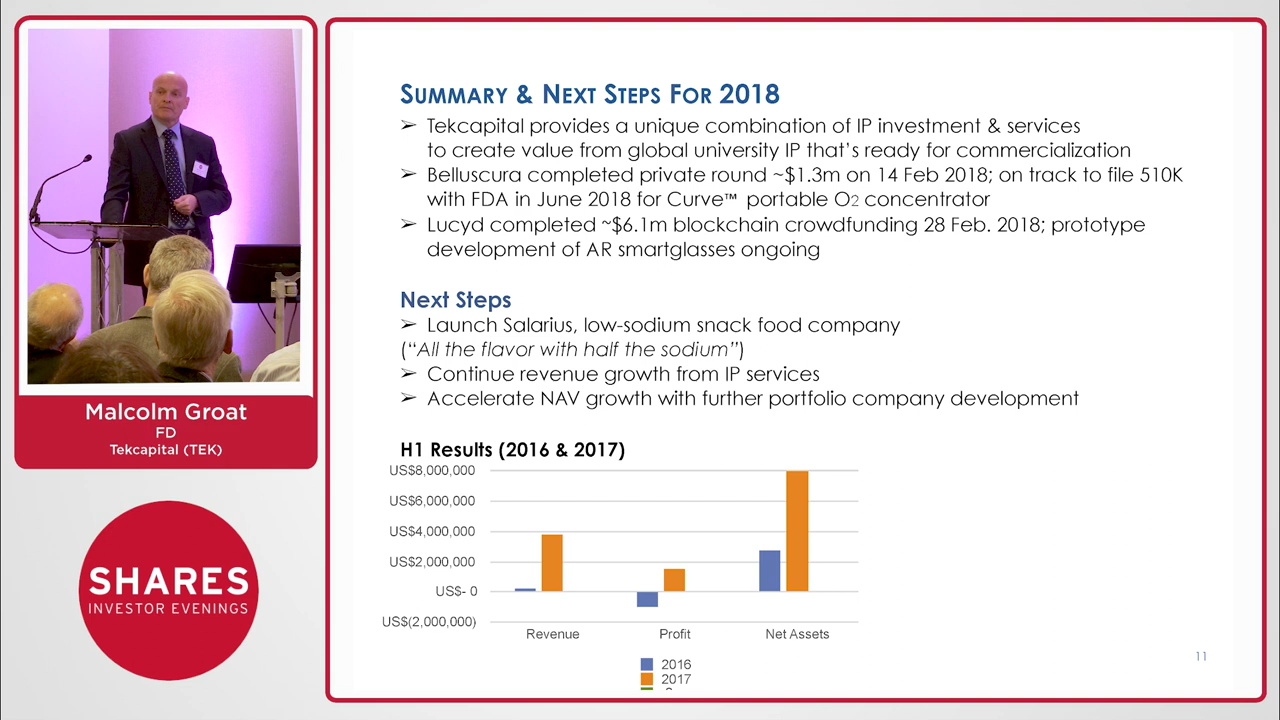 Malcolm Groat
FD
Tekcapital (TEK)
SHARES
INVESTOR EVENINGS
SUMMARY & NEXT STEPS FOR 2018
➢ Tekcapital provides a unique combination of IP investment & services
to create value from global university IP that's ready for commercialization
➢ Belluscura completed private round ~$1.3m on 14 Feb 2018; on track to file 510K
with FDA in June 2018 for Curve™ portable O2 concentrator
➢ Lucyd completed ~$6.1m blockchain crowdfunding 28 Feb. 2018; prototype
development of AR smartglasses ongoing
Next Steps
➢ Launch Salarius, low-sodium snack food company
("All the flavor with half the sodium")
➢ Continue revenue growth from IP services
➢ Accelerate NAV growth with further portfolio company development
H1 Results (2016 & 2017)
US$8,000,000
US$6,000,000
US$4,000,000
US$2,000,000
US$- 0
US$(2,000,000)
Revenue Profit Net Assets
2016
2017
11